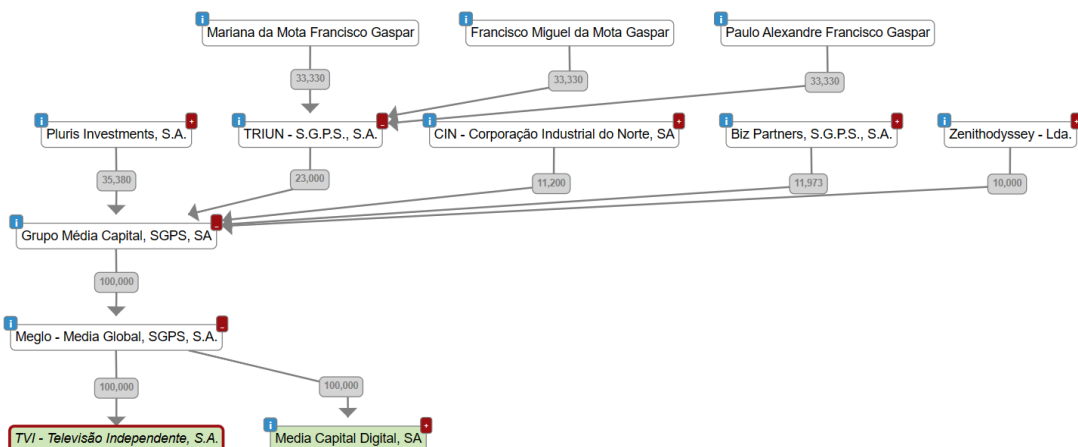 Mariana da Mota Francisco Gaspar
Francisco Miguel da Mota Gaspar
Paulo Alexandre Francisco Gaspar
33,330
33,330
33,330
Pluris Investments, S.A.
TRIUN - S.G.P.S., S.A.
CIN - Corporação Industrial do Norte, SA
Biz Partners, S.G.P.S., S.A.
Zenithodyssey - Lda.
35,380
23,000
11,200
11,973
10,000
Grupo Média Capital, SGPS, SA
100,000
Meglo - Media Global, SGPS, S.A.
100,000
100,000
TVI - Televisão Independente, S.A.
Media Capital Digital, SA